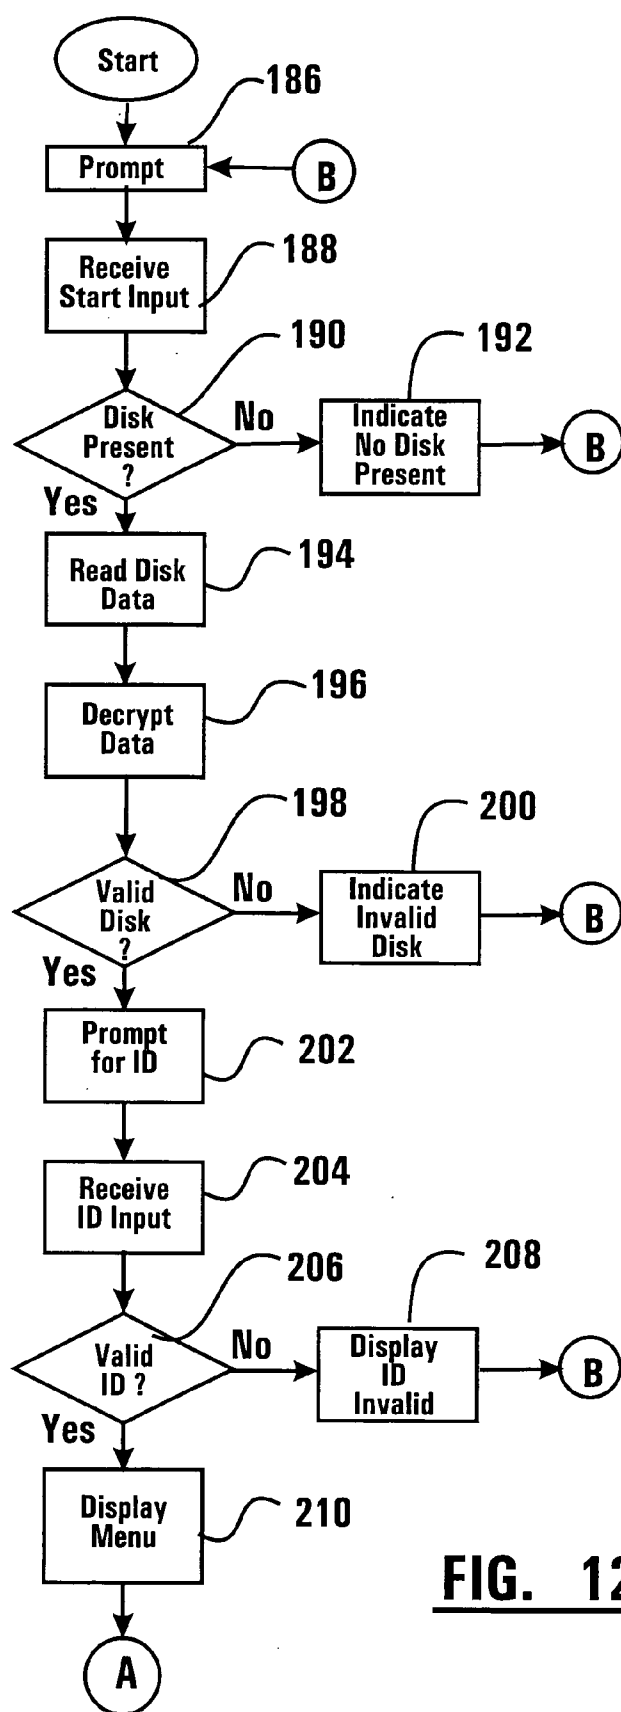 Start
186
Prompt
B
188
Receive
Start Input
190
192
Disk
Present
?
No
Indicate
No Disk
Present
B
Yes
194
Read Disk
Data
196
Decrypt
Data
198
200
Valid
Disk
?
No
Indicate
Invalid
Disk
B
Yes
Prompt
for ID
202
204
Receive
ID Input
206
208
Valid
ID ?
No
Display
ID
Invalid
B
Yes
Display
Menu
210
FIG. 12
A